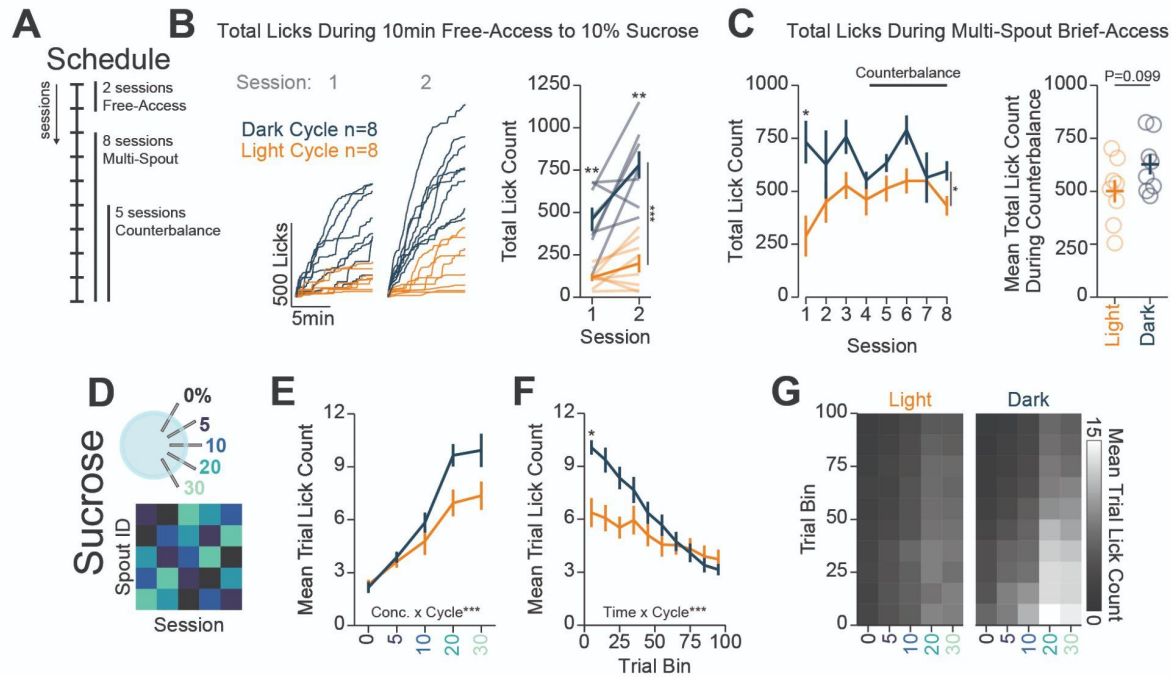 A
Schedule
sessions
2 sessions
Free-Access
8 sessions
Multi-Spout
5 sessions
Counterbalance
B
Total Licks During 10min Free-Access to 10% Sucrose
Session: 1 2
Dark Cycle n=8
Light Cycle n=8
500 Licks
5min
Total Lick Count
1250
1000
750
500
250
0
**
**
***
1 2
Session
C
Total Licks During Multi-Spout Brief-Access
Counterbalance
Total Lick Count
1000
750
500
250
0
*
*
1 2 3 4 5 6 7 8
Session
P=0.099
Mean Total Lick Count
During Counterbalance
1000
750
500
250
0
Light
Dark
D
Sucrose
0%
5
10
20
30
Spout ID
Session
E
Mean Trial Lick Count
12
9
6
3
0
Conc. x Cycle***
0 5 10 20 30
F
Mean Trial Lick Count
12
9
6
3
0
*
Time x Cycle***
0 25 50 75 100
Trial Bin
G
Light Dark
Trial Bin
100
75
50
25
0
0 5 10 20 30
0 5 10 20 30
15
0
Mean Trial Lick Count